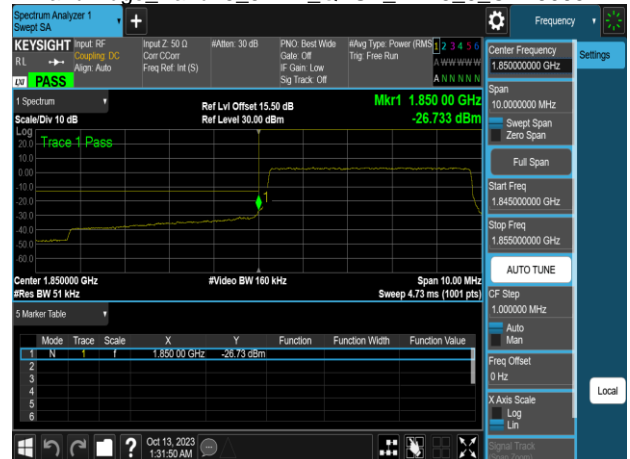 Spectrum Analyzer 1
Swept SA
+
Frequency
KEYSIGHT
RL
LXI
PASS
Input: RF
Coupling: DC
Align: Auto
Input Z: 50 Ω
Corr CCorr
Freq Ref: Int (S)
#Atten: 30 dB
PNO: Best Wide
Gate: Off
IF Gain: Low
Sig Track: Off
#Avg Type: Power (RMS)
Trig: Free Run
1 2 3 4 5 6
A W W W W W
A N N N N N
1 Spectrum
Scale/Div 10 dB
Ref Lvl Offset 15.50 dB
Ref Level 30.00 dBm
Mkr1 1.850 00 GHz
-26.733 dBm
Log
Trace 1 Pass
20.0
10.0
0.00
-10.0
-20.0
-30.0
-40.0
-50.0
-60.0
1
Center 1.850000 GHz
#Res BW 51 kHz
#Video BW 160 kHz
Span 10.00 MHz
Sweep 4.73 ms (1001 pts)
5 Marker Table
Mode Trace Scale X Y Function Function Width Function Value
1 N 1 f 1.850 00 GHz -26.73 dBm
2
3
4
5
6
Center Frequency
1.850000000 GHz
Settings
Span
10.0000000 MHz
Swept Span
Zero Span
Full Span
Start Freq
1.845000000 GHz
Stop Freq
1.855000000 GHz
AUTO TUNE
CF Step
1.000000 MHz
Auto
Man
Freq Offset
0 Hz
X Axis Scale
Log
Lin
Local
Signal Track
(Span Zoom)
?
Oct 13, 2023
1:31:50 AM